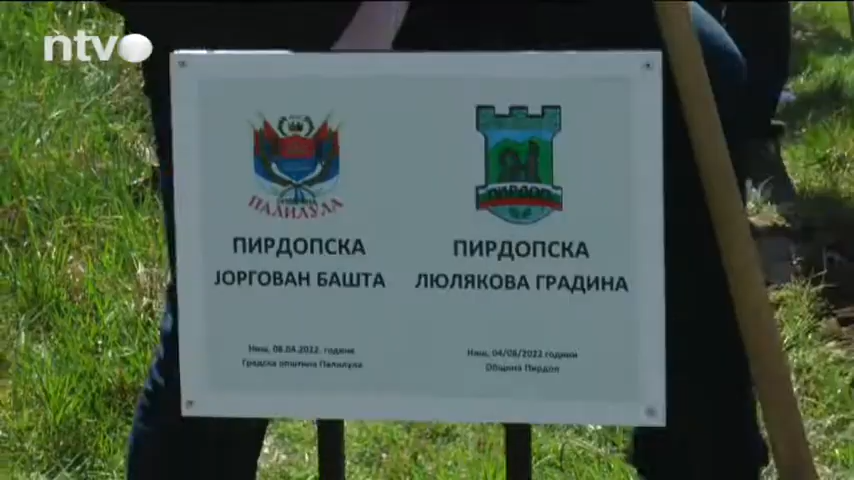 ntv
ПАЛИЛУЛА
ПИРДОПСКА
ЈОРГОВАН БАШТА
Ниш, 08.04.2022. године
Градска општина Палилула
ПИРДОП
ПИРДОПСКА
ЛЮЛЯКОВА ГРАДИНА
Ниш, 04/08/2022 години
Община Пирдоп